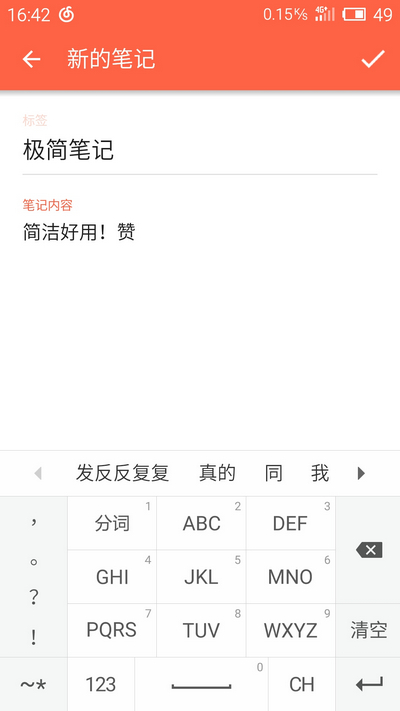 16:42 0.15K/s 4G 49
新的笔记
标签
极简笔记
笔记内容
简洁好用！赞
发反反复复 真的 同 我
， 分词 1 ABC 2 DEF 3
。
？ GHI 4 JKL 5 MNO 6
！ PQRS 7 TUV 8 WXYZ 9 清空
~* 123 0 CH